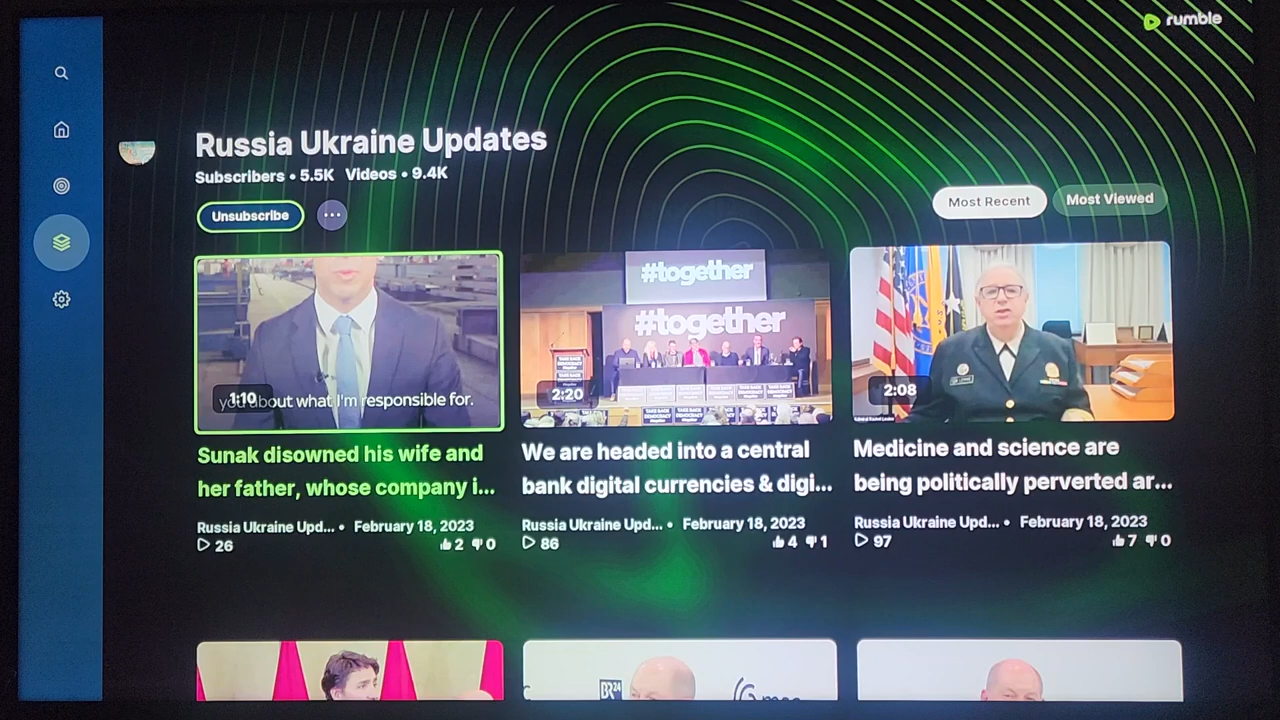 rumble
Russia Ukraine Updates
Subscribers • 5.5K Videos • 9.4K
Unsubscribe
Most Recent
Most Viewed
#together
#together
TAKE BACK
DEMOCRACY
1:10
about what I'm responsible for.
2:20
2:08
Sunak disowned his wife and
her father, whose company i...
We are headed into a central
bank digital currencies & digi...
Medicine and science are
being politically perverted ar...
Russia Ukraine Upd... • February 18, 2023
26
2 0
Russia Ukraine Upd... • February 18, 2023
86
4 1
Russia Ukraine Upd... • February 18, 2023
97
7 0
BR24